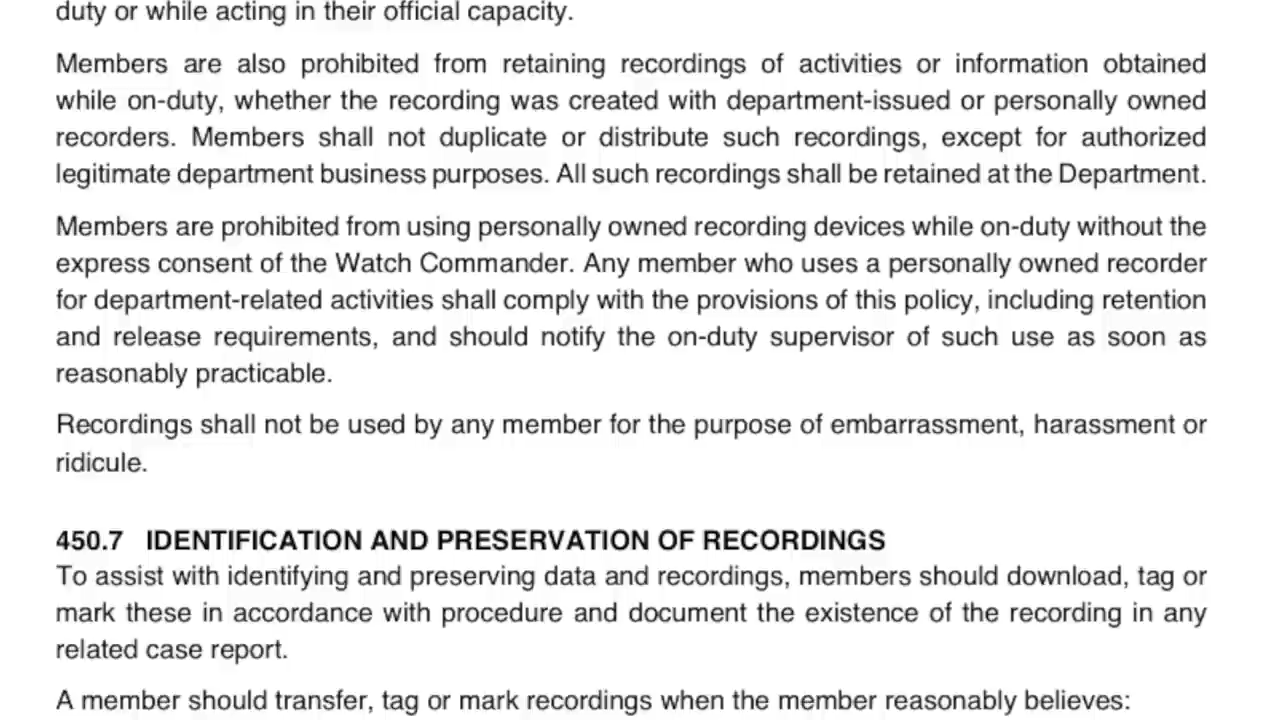 duty or while acting in their official capacity.
Members are also prohibited from retaining recordings of activities or information obtained
while on-duty, whether the recording was created with department-issued or personally owned
recorders. Members shall not duplicate or distribute such recordings, except for authorized
legitimate department business purposes. All such recordings shall be retained at the Department.
Members are prohibited from using personally owned recording devices while on-duty without the
express consent of the Watch Commander. Any member who uses a personally owned recorder
for department-related activities shall comply with the provisions of this policy, including retention
and release requirements, and should notify the on-duty supervisor of such use as soon as
reasonably practicable.
Recordings shall not be used by any member for the purpose of embarrassment, harassment or
ridicule.
450.7 IDENTIFICATION AND PRESERVATION OF RECORDINGS
To assist with identifying and preserving data and recordings, members should download, tag or
mark these in accordance with procedure and document the existence of the recording in any
related case report.
A member should transfer, tag or mark recordings when the member reasonably believes: